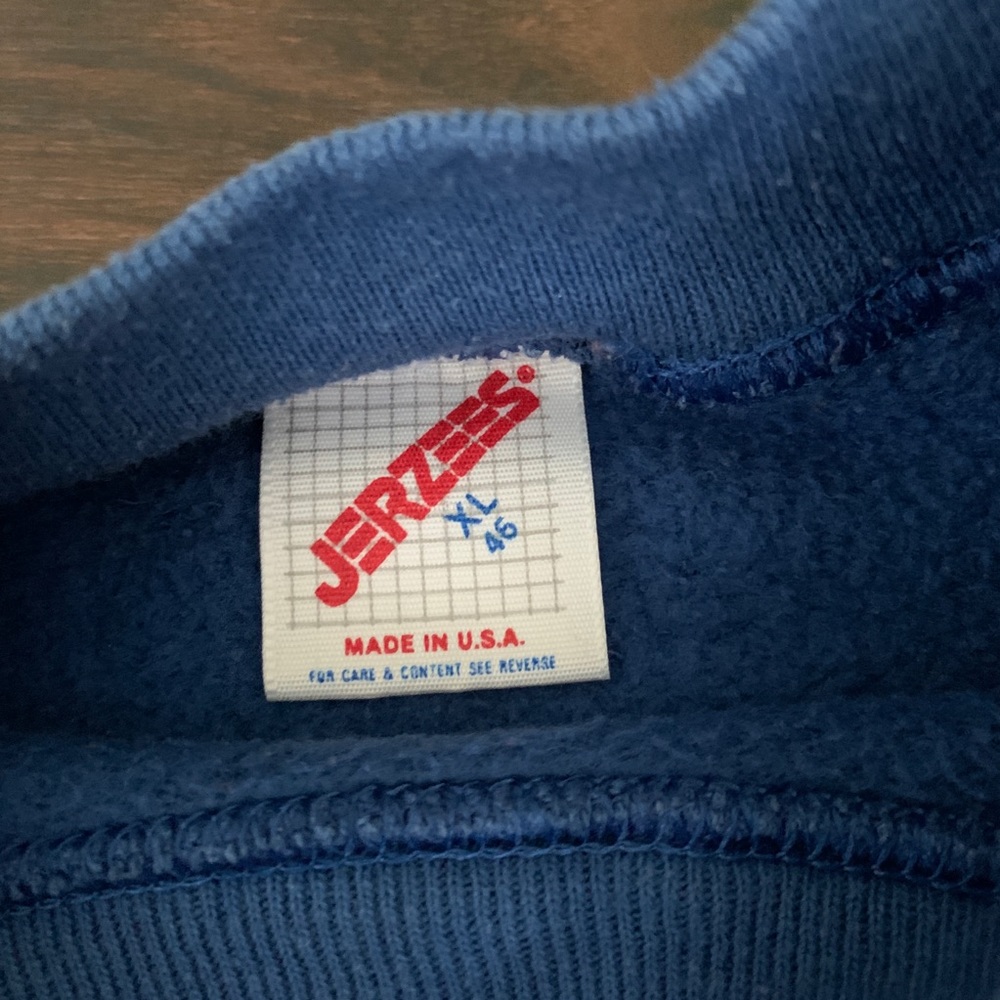 JERZEES
XL
46
MADE IN U.S.A.
FOR CARE & CONTENT SEE REVERSE